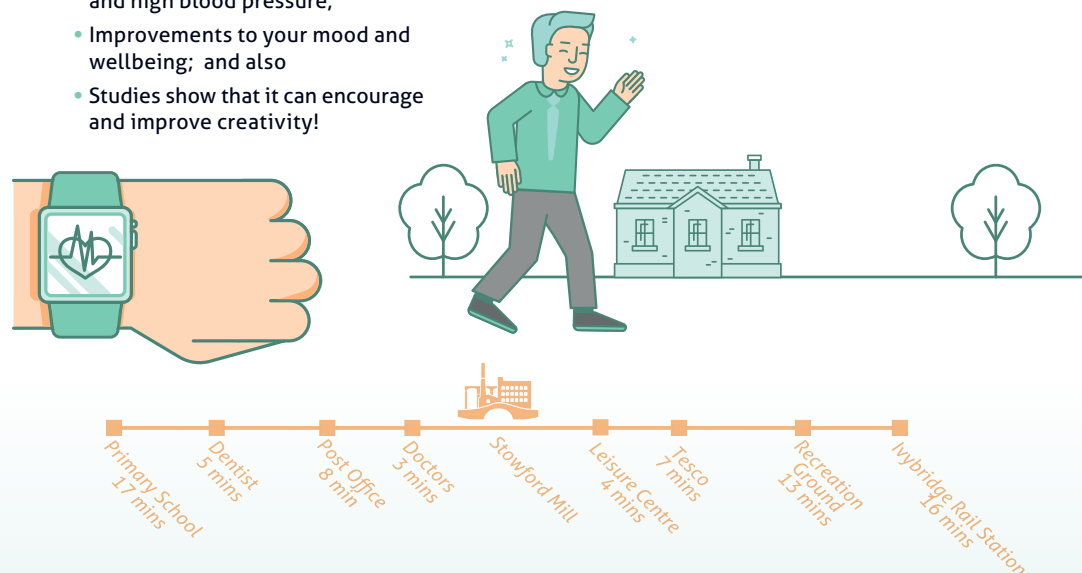 and high blood pressure;
• Improvements to your mood and
wellbeing;  and also
• Studies show that it can encourage
and improve creativity!
Primary School
17 mins
Dentist
5 mins
Post Office
8 min
Doctors
3 mins
Stowford Mill
Leisure Centre
4 mins
Tesco
7 mins
Recreation
Ground
13 mins
Ivybridge Rail Station
16 mins